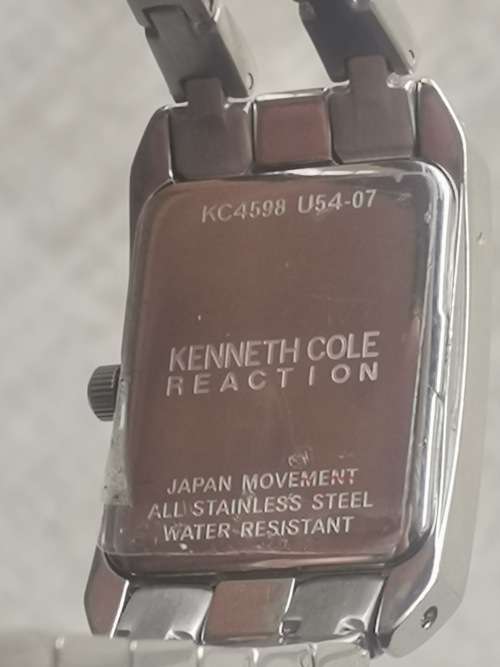 KC4598 U54-07
KENNETH COLE
REACTION
JAPAN MOVEMENT
ALL STAINLESS STEEL
WATER RESISTANT